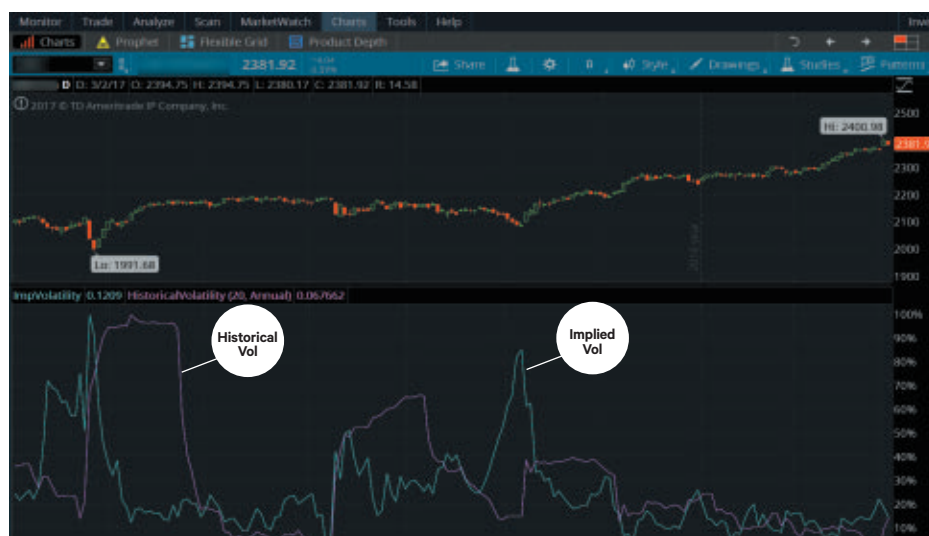 Monitor Trade Analyze Scan MarketWatch Charts Tools Help
Charts Prophet Flexible Grid Product Depth
2381.92 Share D Style Drawings Studies Patterns
D D: 3/2/17 O: 2394.75 H: 2394.75 L: 2380.17 C: 2381.92 R: 14.58
2017 © TD Ameritrade IP Company, Inc.
2500
Hi: 2400.98
2381.9
2300
2200
2100
2000
Lo: 1991.68
1900
ImpVolatility 0.1209 HistoricalVolatility (20, Annual) 0.067662
100%
Historical
Vol
Implied
Vol
90%
80%
70%
60%
50%
40%
30%
20%
10%